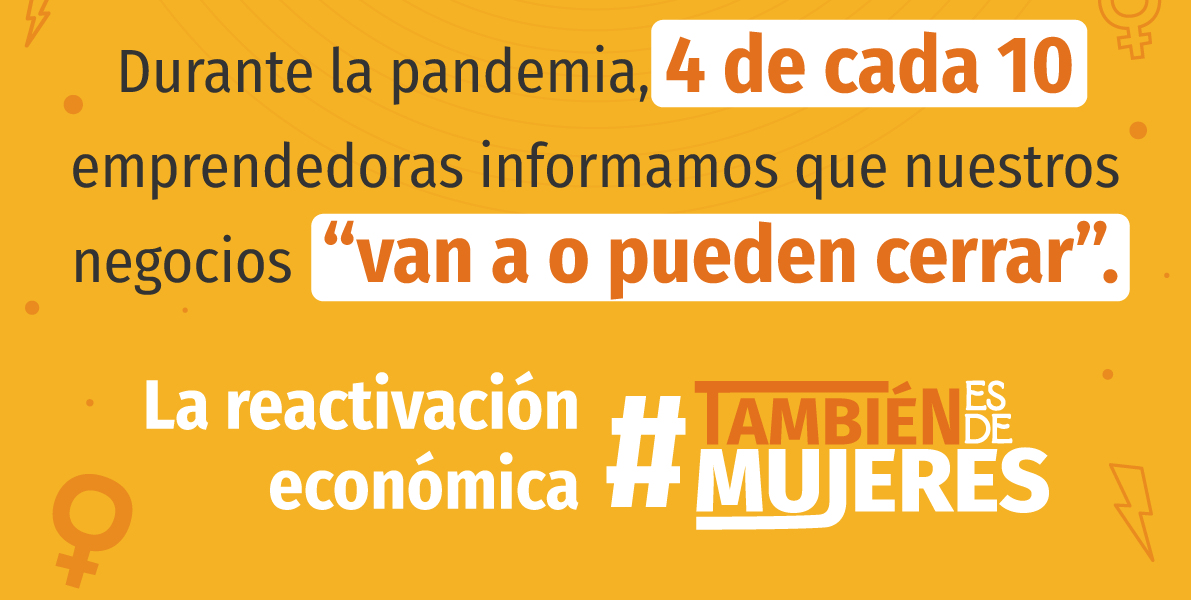 Durante la pandemia, 4 de cada 10
emprendedoras informamos que nuestros
negocios “van a o pueden cerrar”.
La reactivación
económica
#TAMBIÉN ES DE
MUJERES